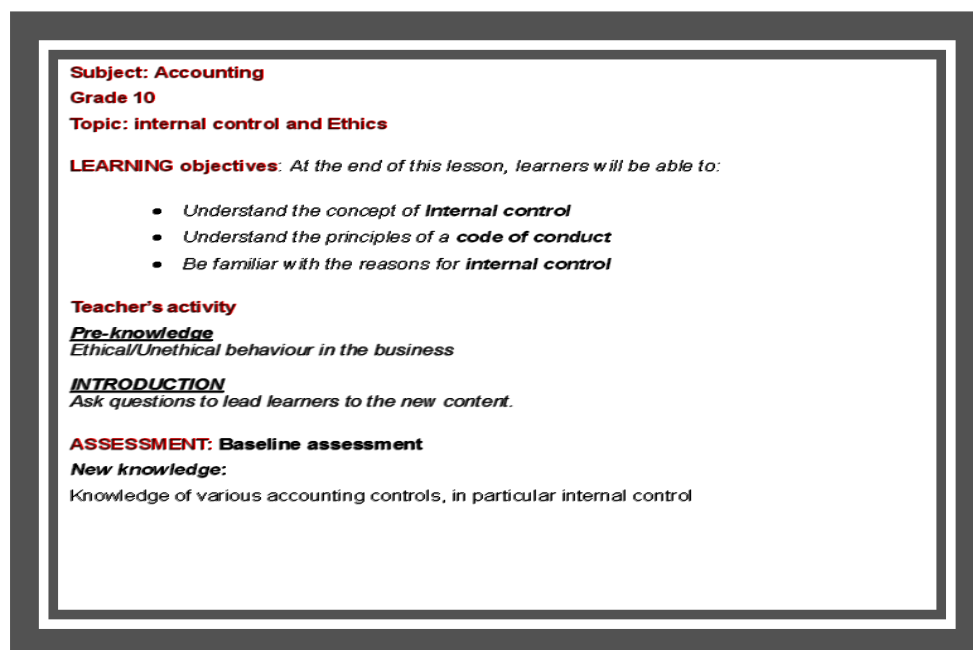 Subject: Accounting
Grade 10
Topic: internal control and Ethics
LEARNING objectives: At the end of this lesson, learners will be able to:
• Understand the concept of Internal control
• Understand the principles of a code of conduct
• Be familiar with the reasons for internal control
Teacher's activity
Pre-knowledge
Ethical/Unethical behaviour in the business
INTRODUCTION
Ask questions to lead learners to the new content.
ASSESSMENT: Baseline assessment
New knowledge:
Knowledge of various accounting controls, in particular internal control